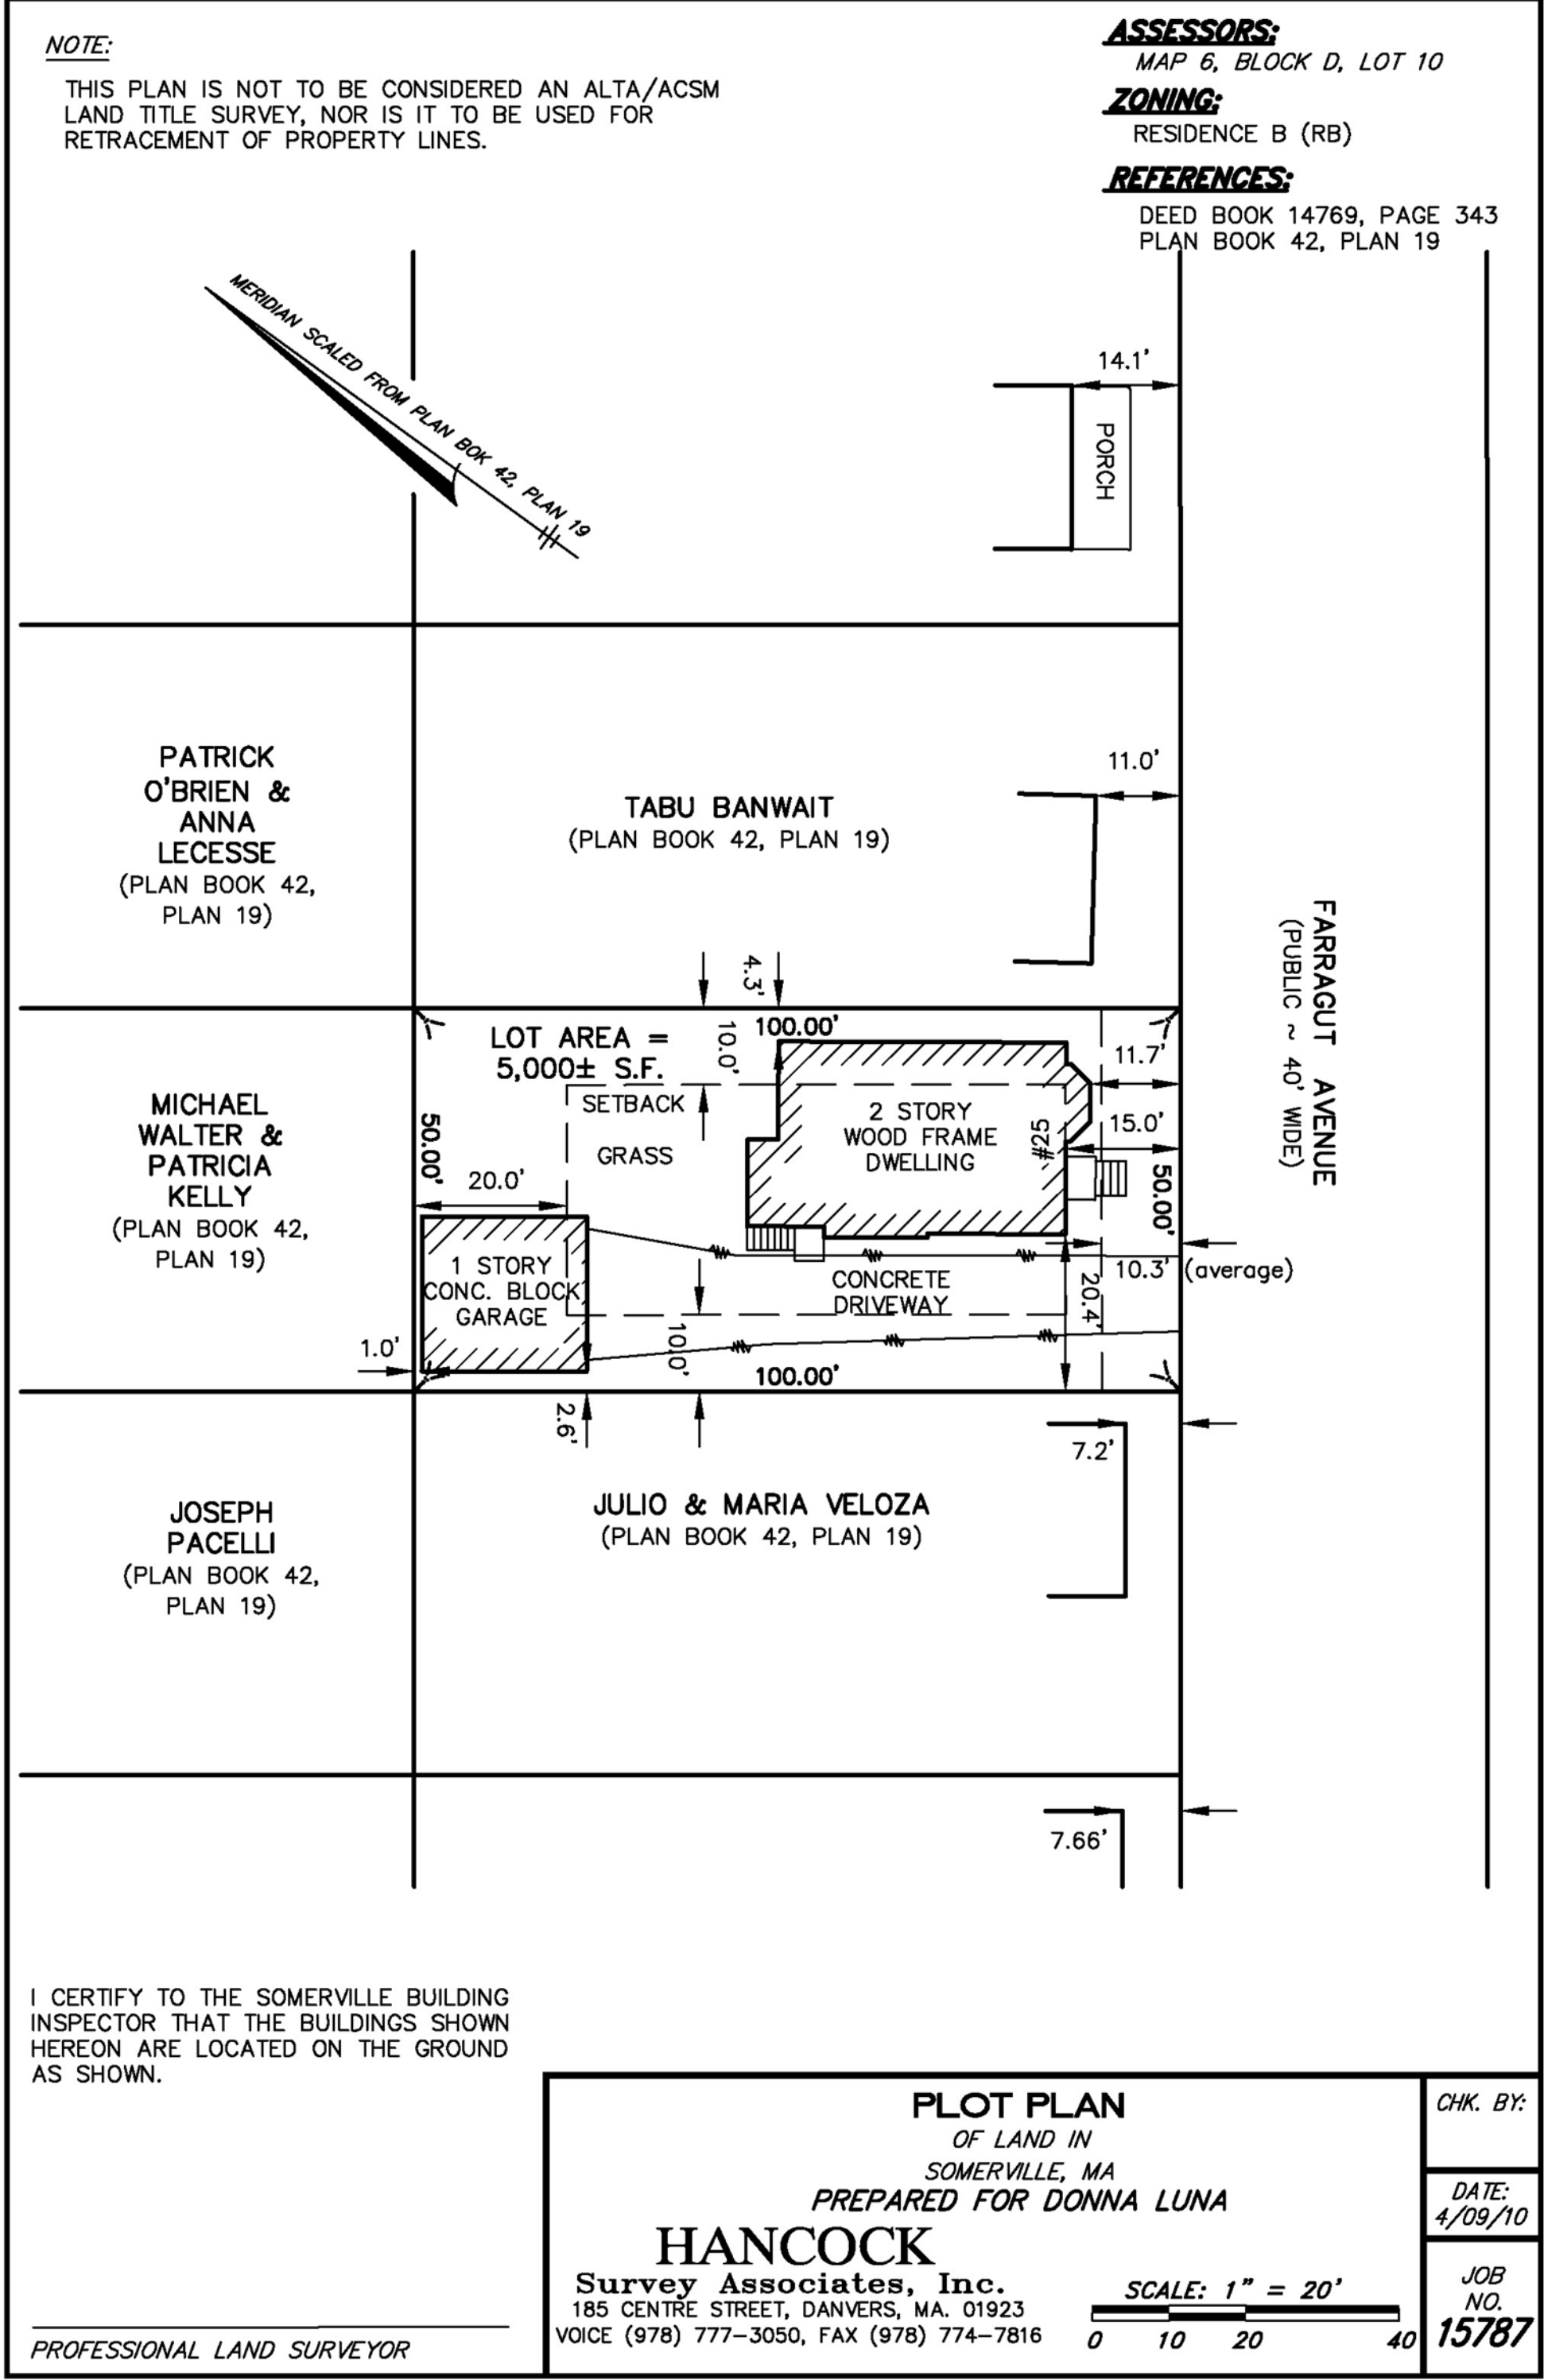 NOTE:
THIS PLAN IS NOT TO BE CONSIDERED AN ALTA/ACSM
LAND TITLE SURVEY, NOR IS IT TO BE USED FOR
RETRACEMENT OF PROPERTY LINES.
ASSESSORS:
MAP 6, BLOCK D, LOT 10
ZONING:
RESIDENCE B (RB)
REFERENCES:
DEED BOOK 14769, PAGE 343
PLAN BOOK 42, PLAN 19
MERIDIAN SCALED FROM PLAN BOK 42, PLAN 19
14.1'
PORCH
PATRICK
O'BRIEN &
ANNA
LECESSE
(PLAN BOOK 42,
PLAN 19)
TABU BANWAIT
(PLAN BOOK 42, PLAN 19)
11.0'
FARRAGUT AVENUE
(PUBLIC ~ 40' WIDE)
4.3'
100.00'
10.0'
LOT AREA =
5,000± S.F.
SETBACK
GRASS
11.7'
15.0'
50.00'
2 STORY
WOOD FRAME
DWELLING
#25
MICHAEL
WALTER &
PATRICIA
KELLY
(PLAN BOOK 42,
PLAN 19)
50.00'
20.0'
1 STORY
CONC. BLOCK
GARAGE
CONCRETE
DRIVEWAY
10.3' (average)
20.4'
1.0'
10.0'
100.00'
2.6'
7.2'
JOSEPH
PACELLI
(PLAN BOOK 42,
PLAN 19)
JULIO & MARIA VELOZA
(PLAN BOOK 42, PLAN 19)
7.66'
I CERTIFY TO THE SOMERVILLE BUILDING
INSPECTOR THAT THE BUILDINGS SHOWN
HEREON ARE LOCATED ON THE GROUND
AS SHOWN.
PROFESSIONAL LAND SURVEYOR
PLOT PLAN
OF LAND IN
SOMERVILLE, MA
PREPARED FOR DONNA LUNA
HANCOCK
Survey Associates, Inc.
185 CENTRE STREET, DANVERS, MA. 01923
VOICE (978) 777-3050, FAX (978) 774-7816
SCALE: 1" = 20'
0 10 20 40
CHK. BY:
DATE:
4/09/10
JOB
NO.
15787